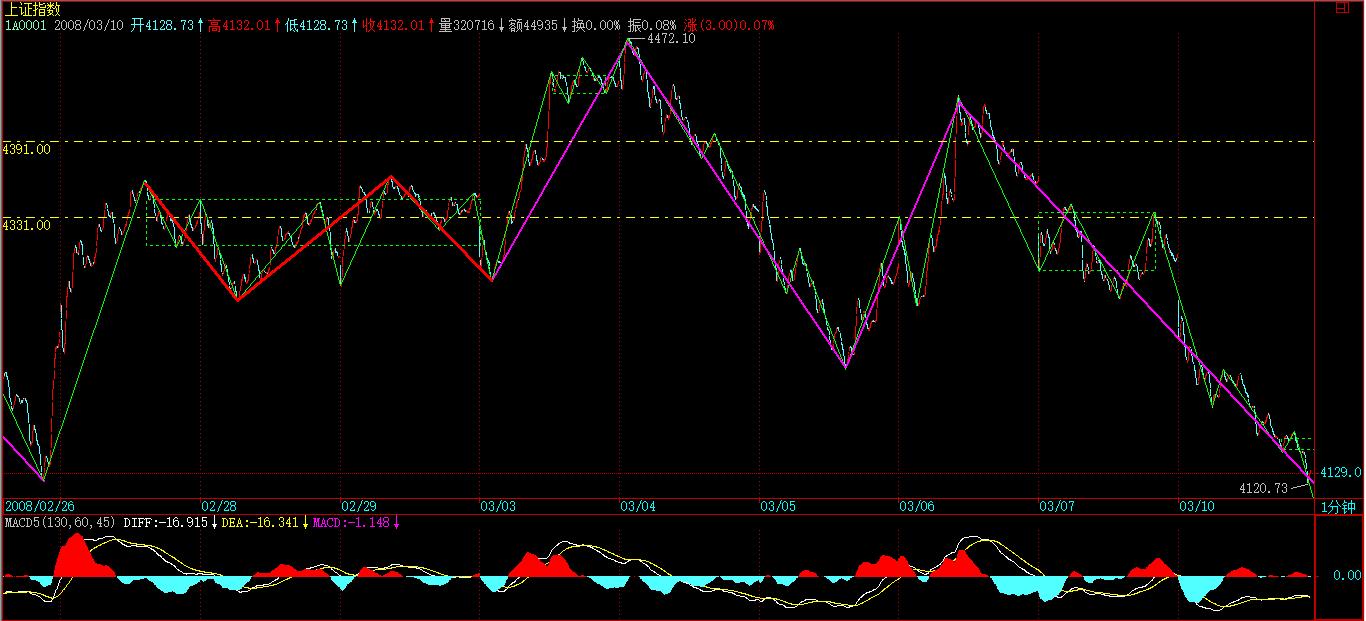 上证指数
1A0001 2008/03/10 开4128.73↑高4132.01↑低4128.73↑收4132.01↑量320716↓额44935↓换0.00% 振0.08% 涨(3.00)0.07%
4472.10
4391.00
4331.00
4129.0
4120.73
2008/02/26 02/28 02/29 03/03 03/04 03/05 03/06 03/07 03/10 1分钟
MACD5(130,60,45) DIFF:-16.915↓DEA:-16.341↓MACD:-1.148↓
0.00